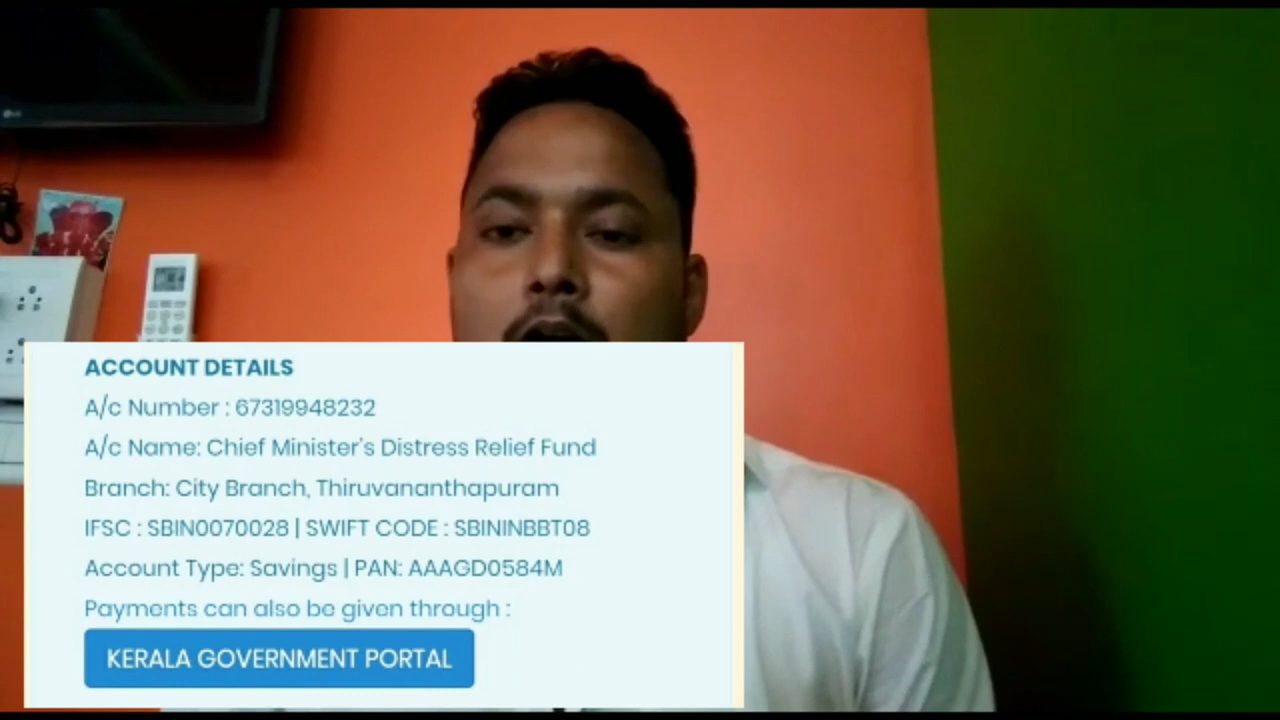 LG
ACCOUNT DETAILS
A/c Number : 67319948232
A/c Name: Chief Minister's Distress Relief Fund
Branch: City Branch, Thiruvananthapuram
IFSC : SBIN0070028 | SWIFT CODE : SBININBBT08
Account Type: Savings | PAN: AAAGD0584M
Payments can also be given through :
KERALA GOVERNMENT PORTAL